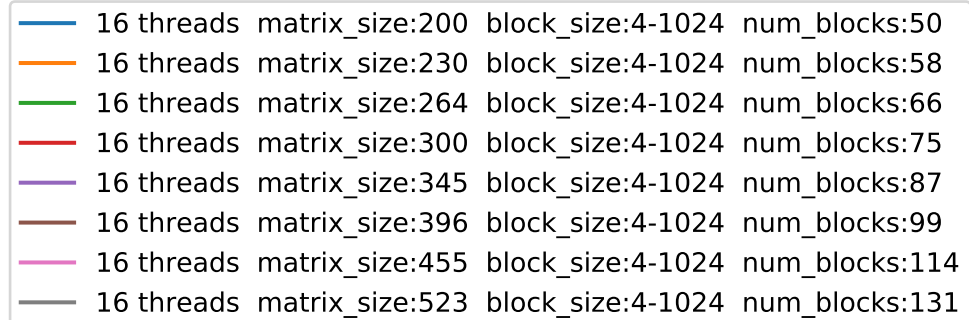 16 threads  matrix_size:200  block_size:4-1024  num_blocks:50
16 threads  matrix_size:230  block_size:4-1024  num_blocks:58
16 threads  matrix_size:264  block_size:4-1024  num_blocks:66
16 threads  matrix_size:300  block_size:4-1024  num_blocks:75
16 threads  matrix_size:345  block_size:4-1024  num_blocks:87
16 threads  matrix_size:396  block_size:4-1024  num_blocks:99
16 threads  matrix_size:455  block_size:4-1024  num_blocks:114
16 threads  matrix_size:523  block_size:4-1024  num_blocks:131